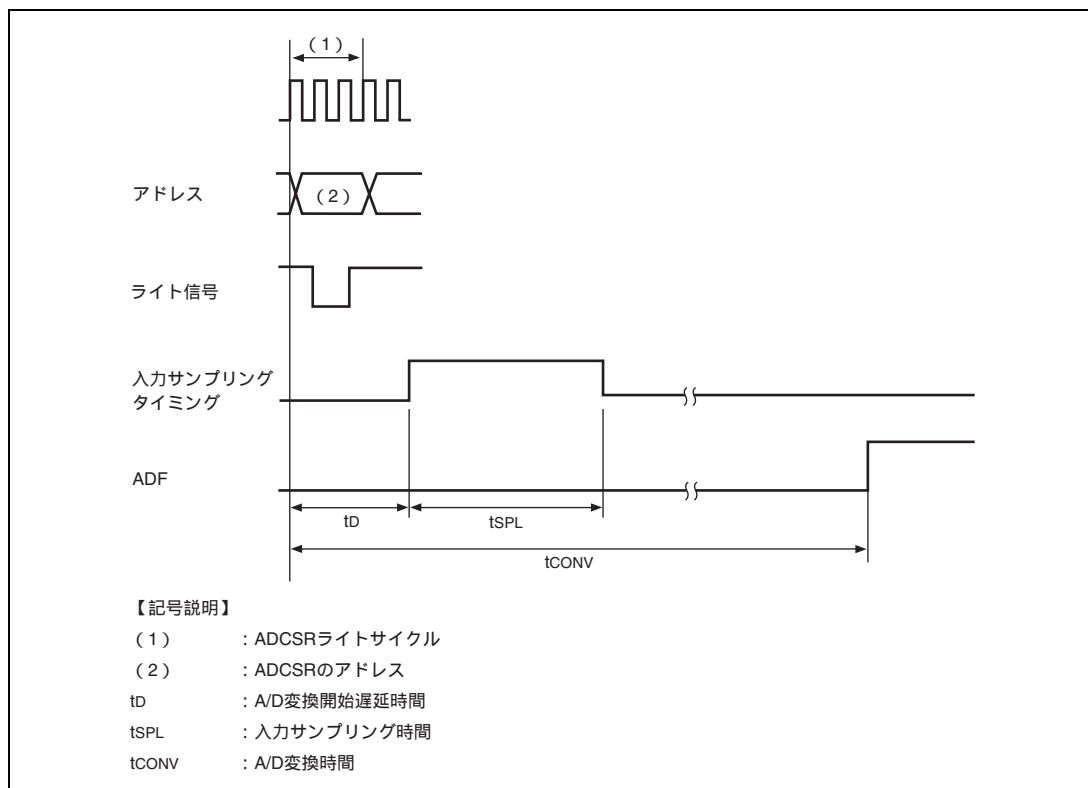 (1)
アドレス
(2)
ライト信号
入力サンプリング
タイミング
ADF
tD
tSPL
tCONV
【記号説明】
(1) : ADCSRライトサイクル
(2) : ADCSRのアドレス
tD : A/D変換開始遅延時間
tSPL : 入力サンプリング時間
tCONV : A/D変換時間